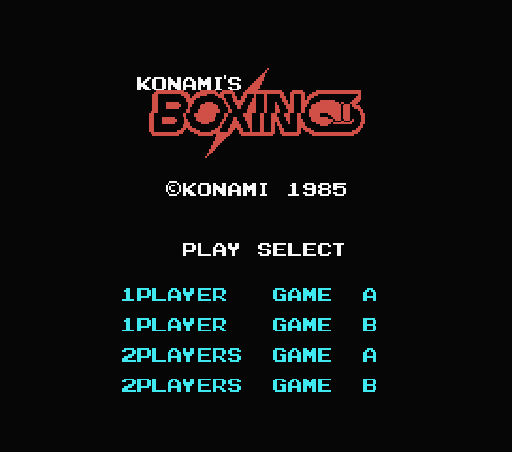 KONAMI'S
BOXING
©KONAMI 1985
PLAY SELECT
1PLAYER GAME A
1PLAYER GAME B
2PLAYERS GAME A
2PLAYERS GAME B